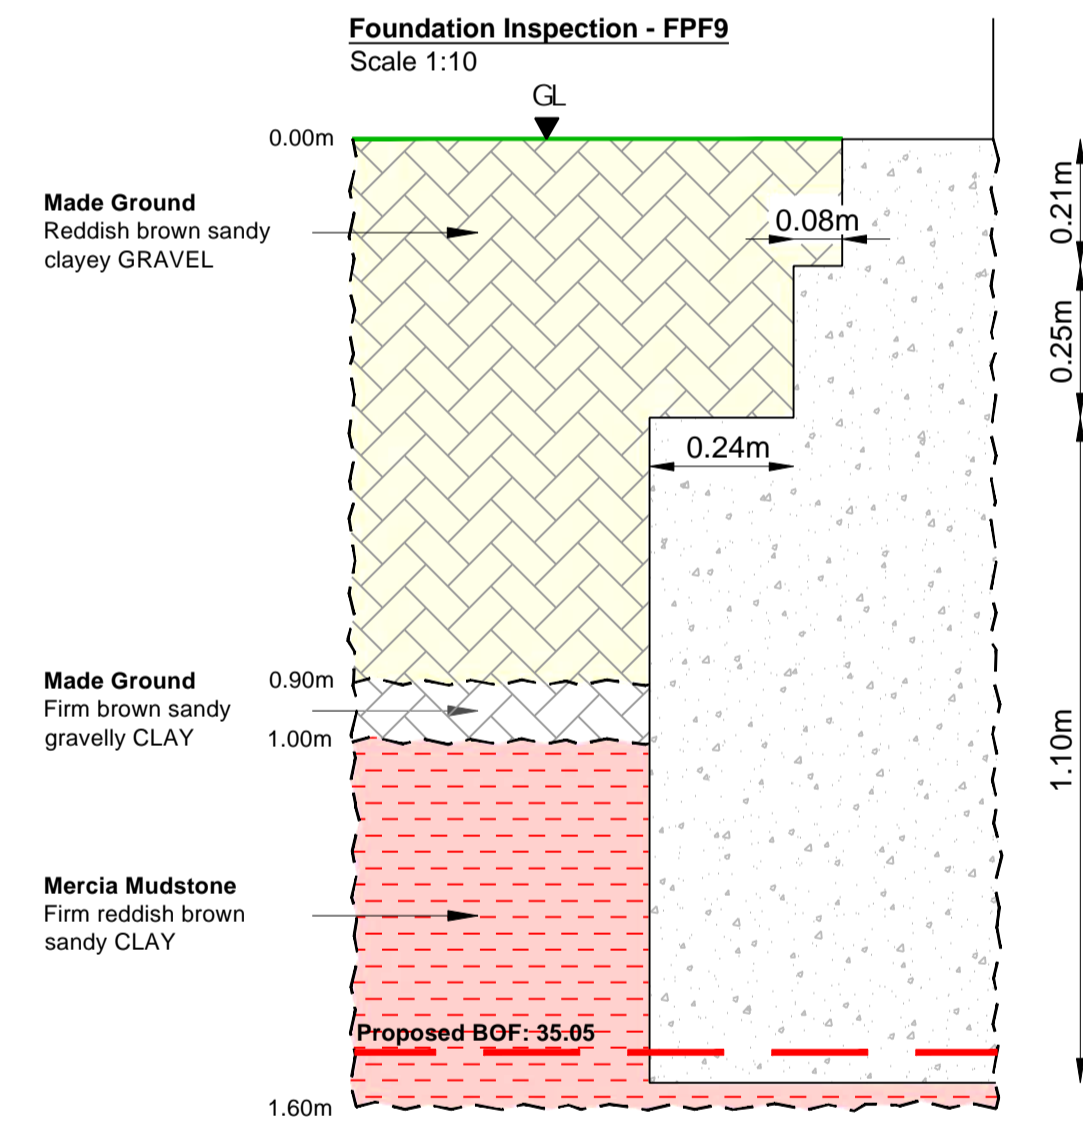 Foundation Inspection - FPF9
Scale 1:10
GL
0.00m
Made Ground
Reddish brown sandy
clayey GRAVEL
0.08m
0.21m
0.25m
0.24m
Made Ground
Firm brown sandy
gravelly CLAY
0.90m
1.00m
1.10m
Mercia Mudstone
Firm reddish brown
sandy CLAY
Proposed BOF: 35.05
1.60m